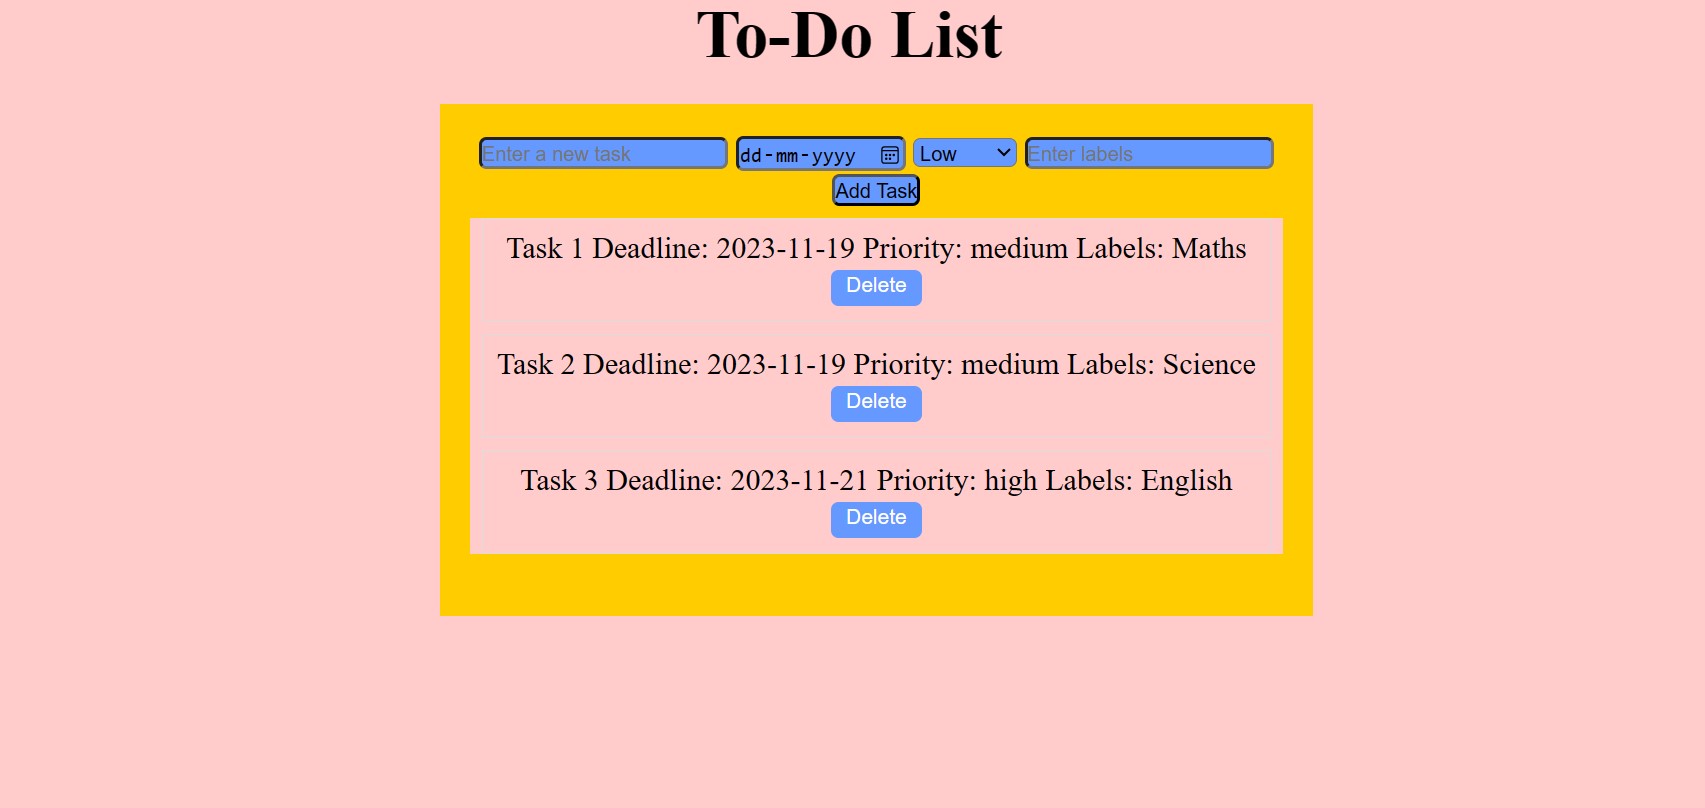 To-Do List
Enter a new task dd-mm-yyyy Low Enter labels
Add Task
Task 1 Deadline: 2023-11-19 Priority: medium Labels: Maths
Delete
Task 2 Deadline: 2023-11-19 Priority: medium Labels: Science
Delete
Task 3 Deadline: 2023-11-21 Priority: high Labels: English
Delete